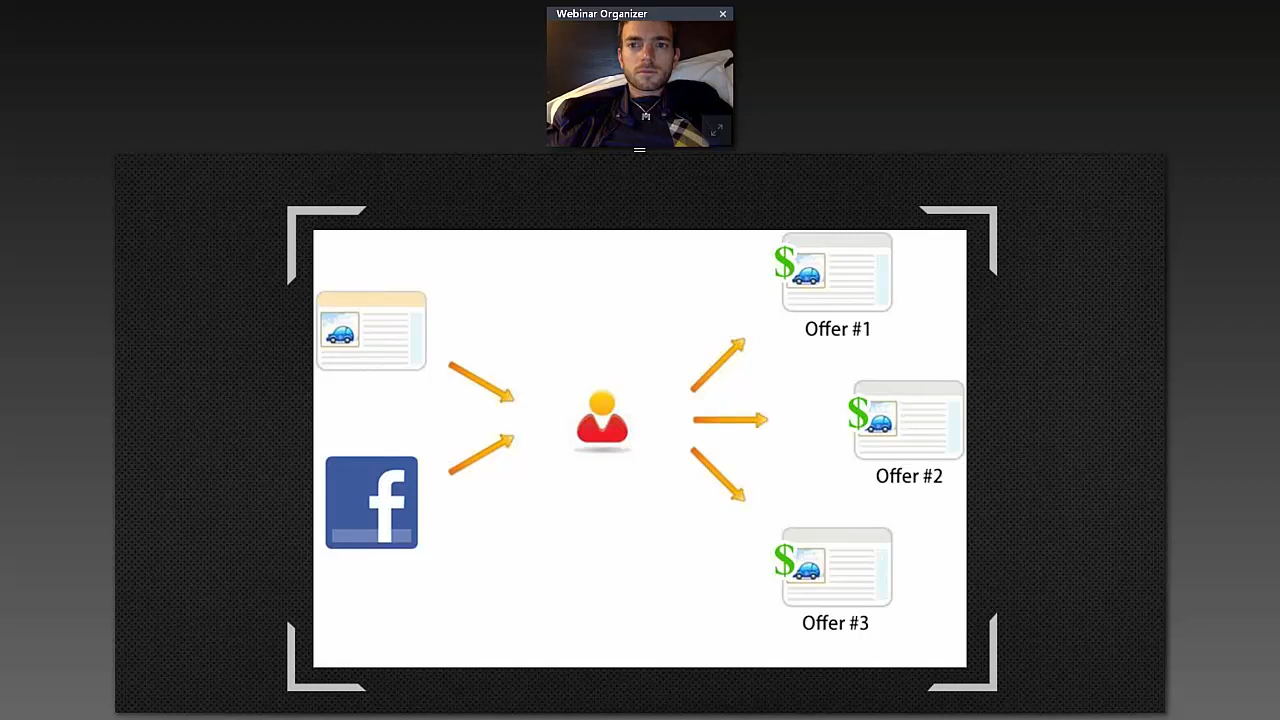 Webinar Organizer
Offer #1
Offer #2
f
Offer #3